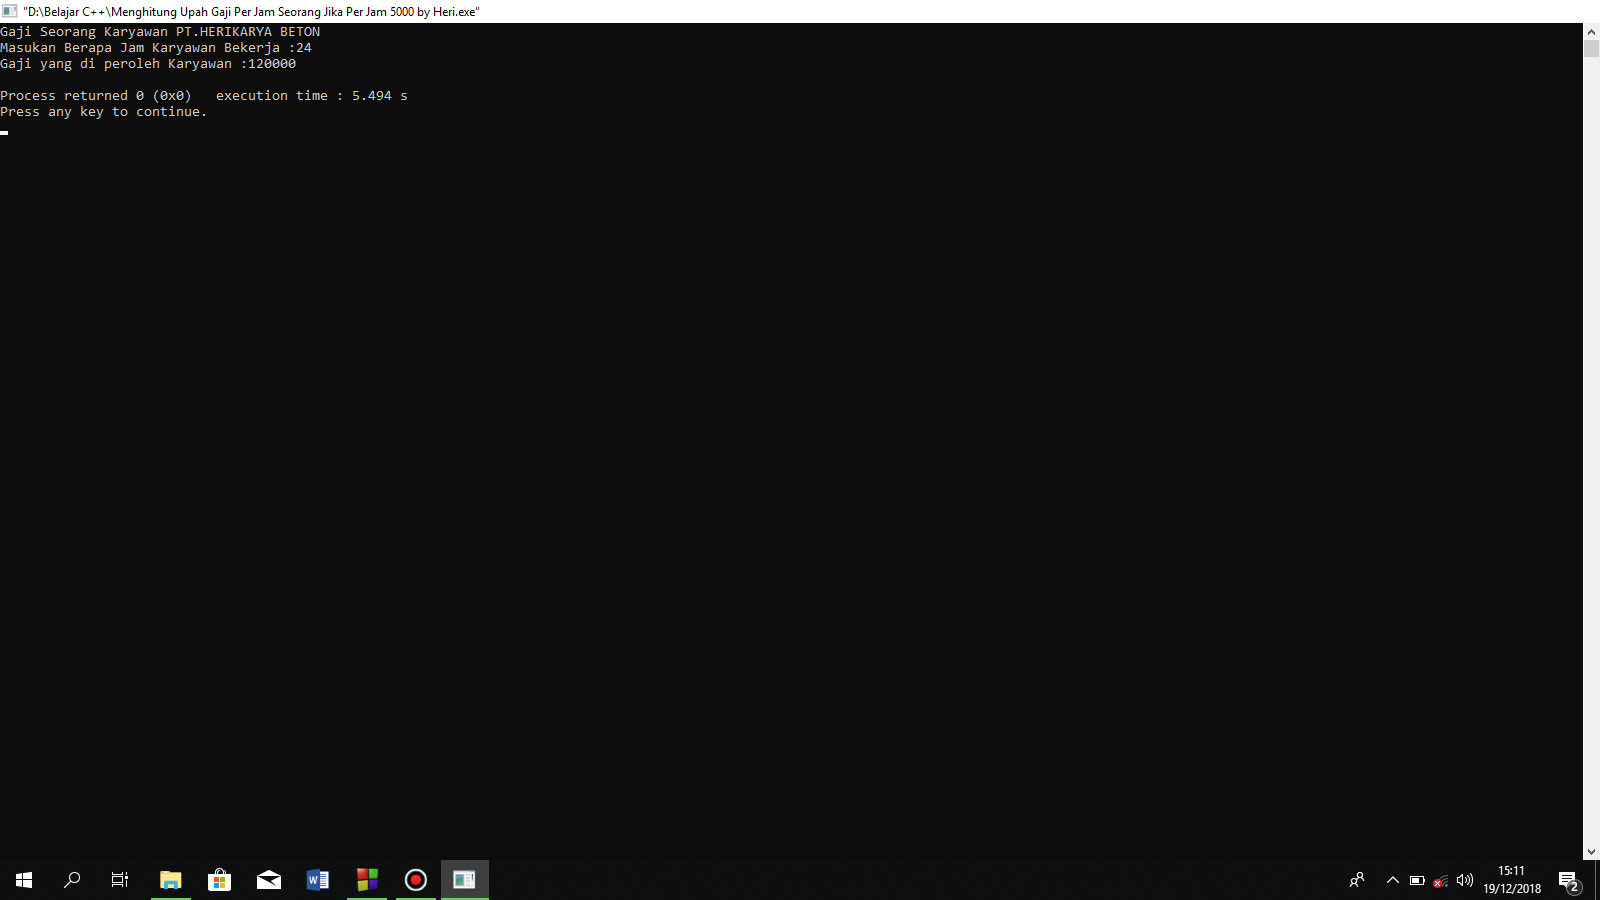 "D:\Belajar C++\Menghitung Upah Gaji Per Jam Seorang Jika Per Jam 5000 by Heri.exe"
Gaji Seorang Karyawan PT.HERIKARYA BETON
Masukan Berapa Jam Karyawan Bekerja :24
Gaji yang di peroleh Karyawan :120000
Process returned 0 (0x0)   execution time : 5.494 s
Press any key to continue.
15:11
19/12/2018
2